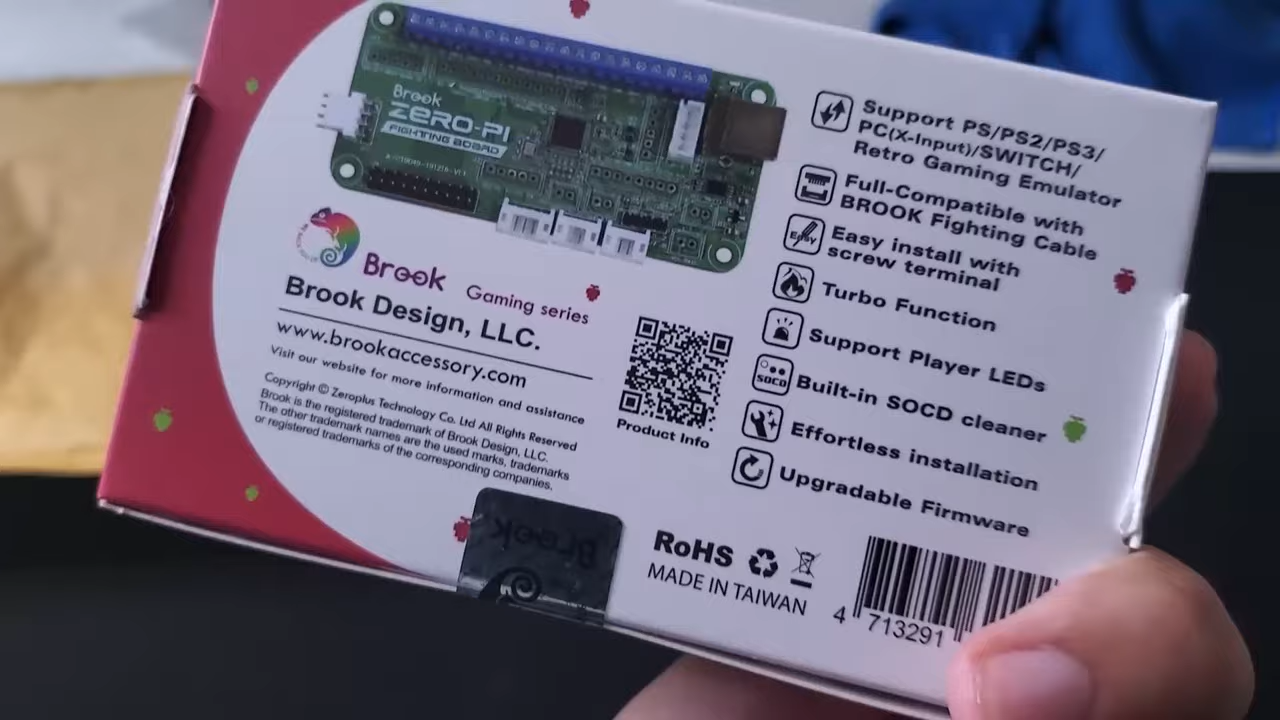 Brook
ZERO-PI
FIGHTING BOARD
Brook
Gaming series
Brook Design, LLC.
www.brookaccessory.com
Visit our website for more information and assistance
Copyright © Zeroplus Technology Co. Ltd All Rights Reserved
Brook is the registered trademark of Brook Design, LLC.
The other trademark names are the used marks, trademarks
or registered trademarks of the corresponding companies.
Product Info
Support PS/PS2/PS3/
PC(X-Input)/SWITCH/
Retro Gaming Emulator
Full-Compatible with
BROOK Fighting Cable
Easy
Easy install with
screw terminal
Turbo Function
Support Player LEDs
SOCD
Built-in SOCD cleaner
Effortless installation
Upgradable Firmware
Brook
RoHS
MADE IN TAIWAN
4 713291